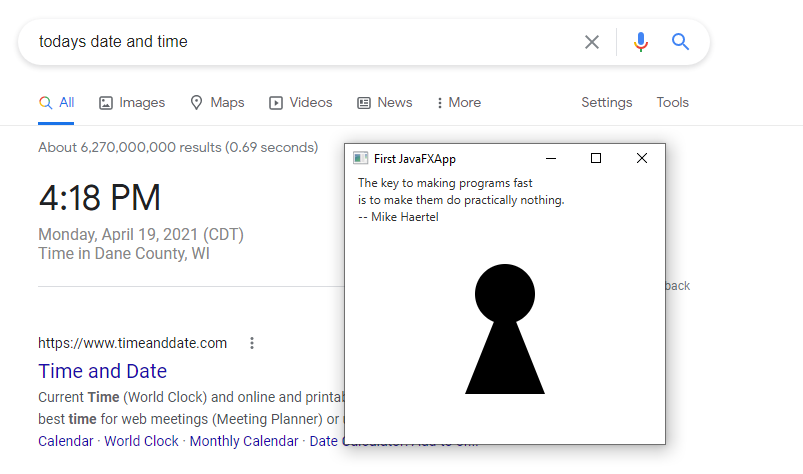 todays date and time
All Images Maps Videos News More Settings Tools
About 6,270,000,000 results (0.69 seconds)
4:18 PM
Monday, April 19, 2021 (CDT)
Time in Dane County, WI
First JavaFXApp
The key to making programs fast
is to make them do practically nothing.
-- Mike Haertel
back
https://www.timeanddate.com
Time and Date
Current Time (World Clock) and online and printab
best time for web meetings (Meeting Planner) or
Calendar · World Clock · Monthly Calendar · Date